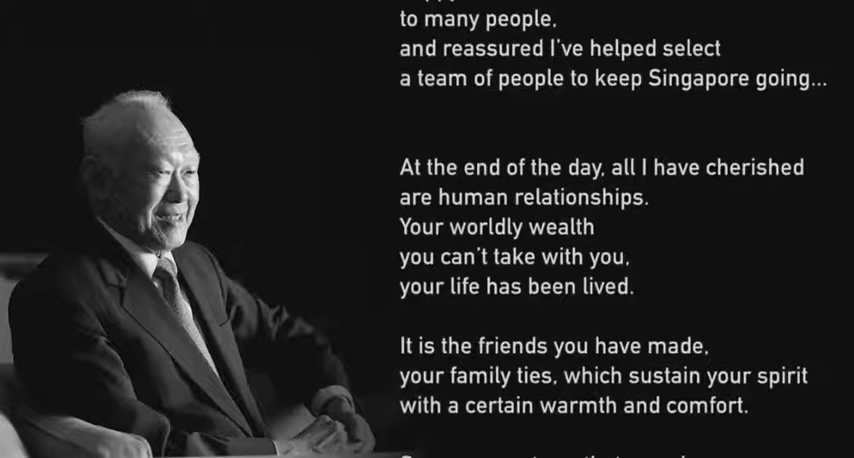 to many people,
and reassured I've helped select
a team of people to keep Singapore going...
At the end of the day, all I have cherished
are human relationships.
Your worldly wealth
you can't take with you,
your life has been lived.
It is the friends you have made,
your family ties, which sustain your spirit
with a certain warmth and comfort.